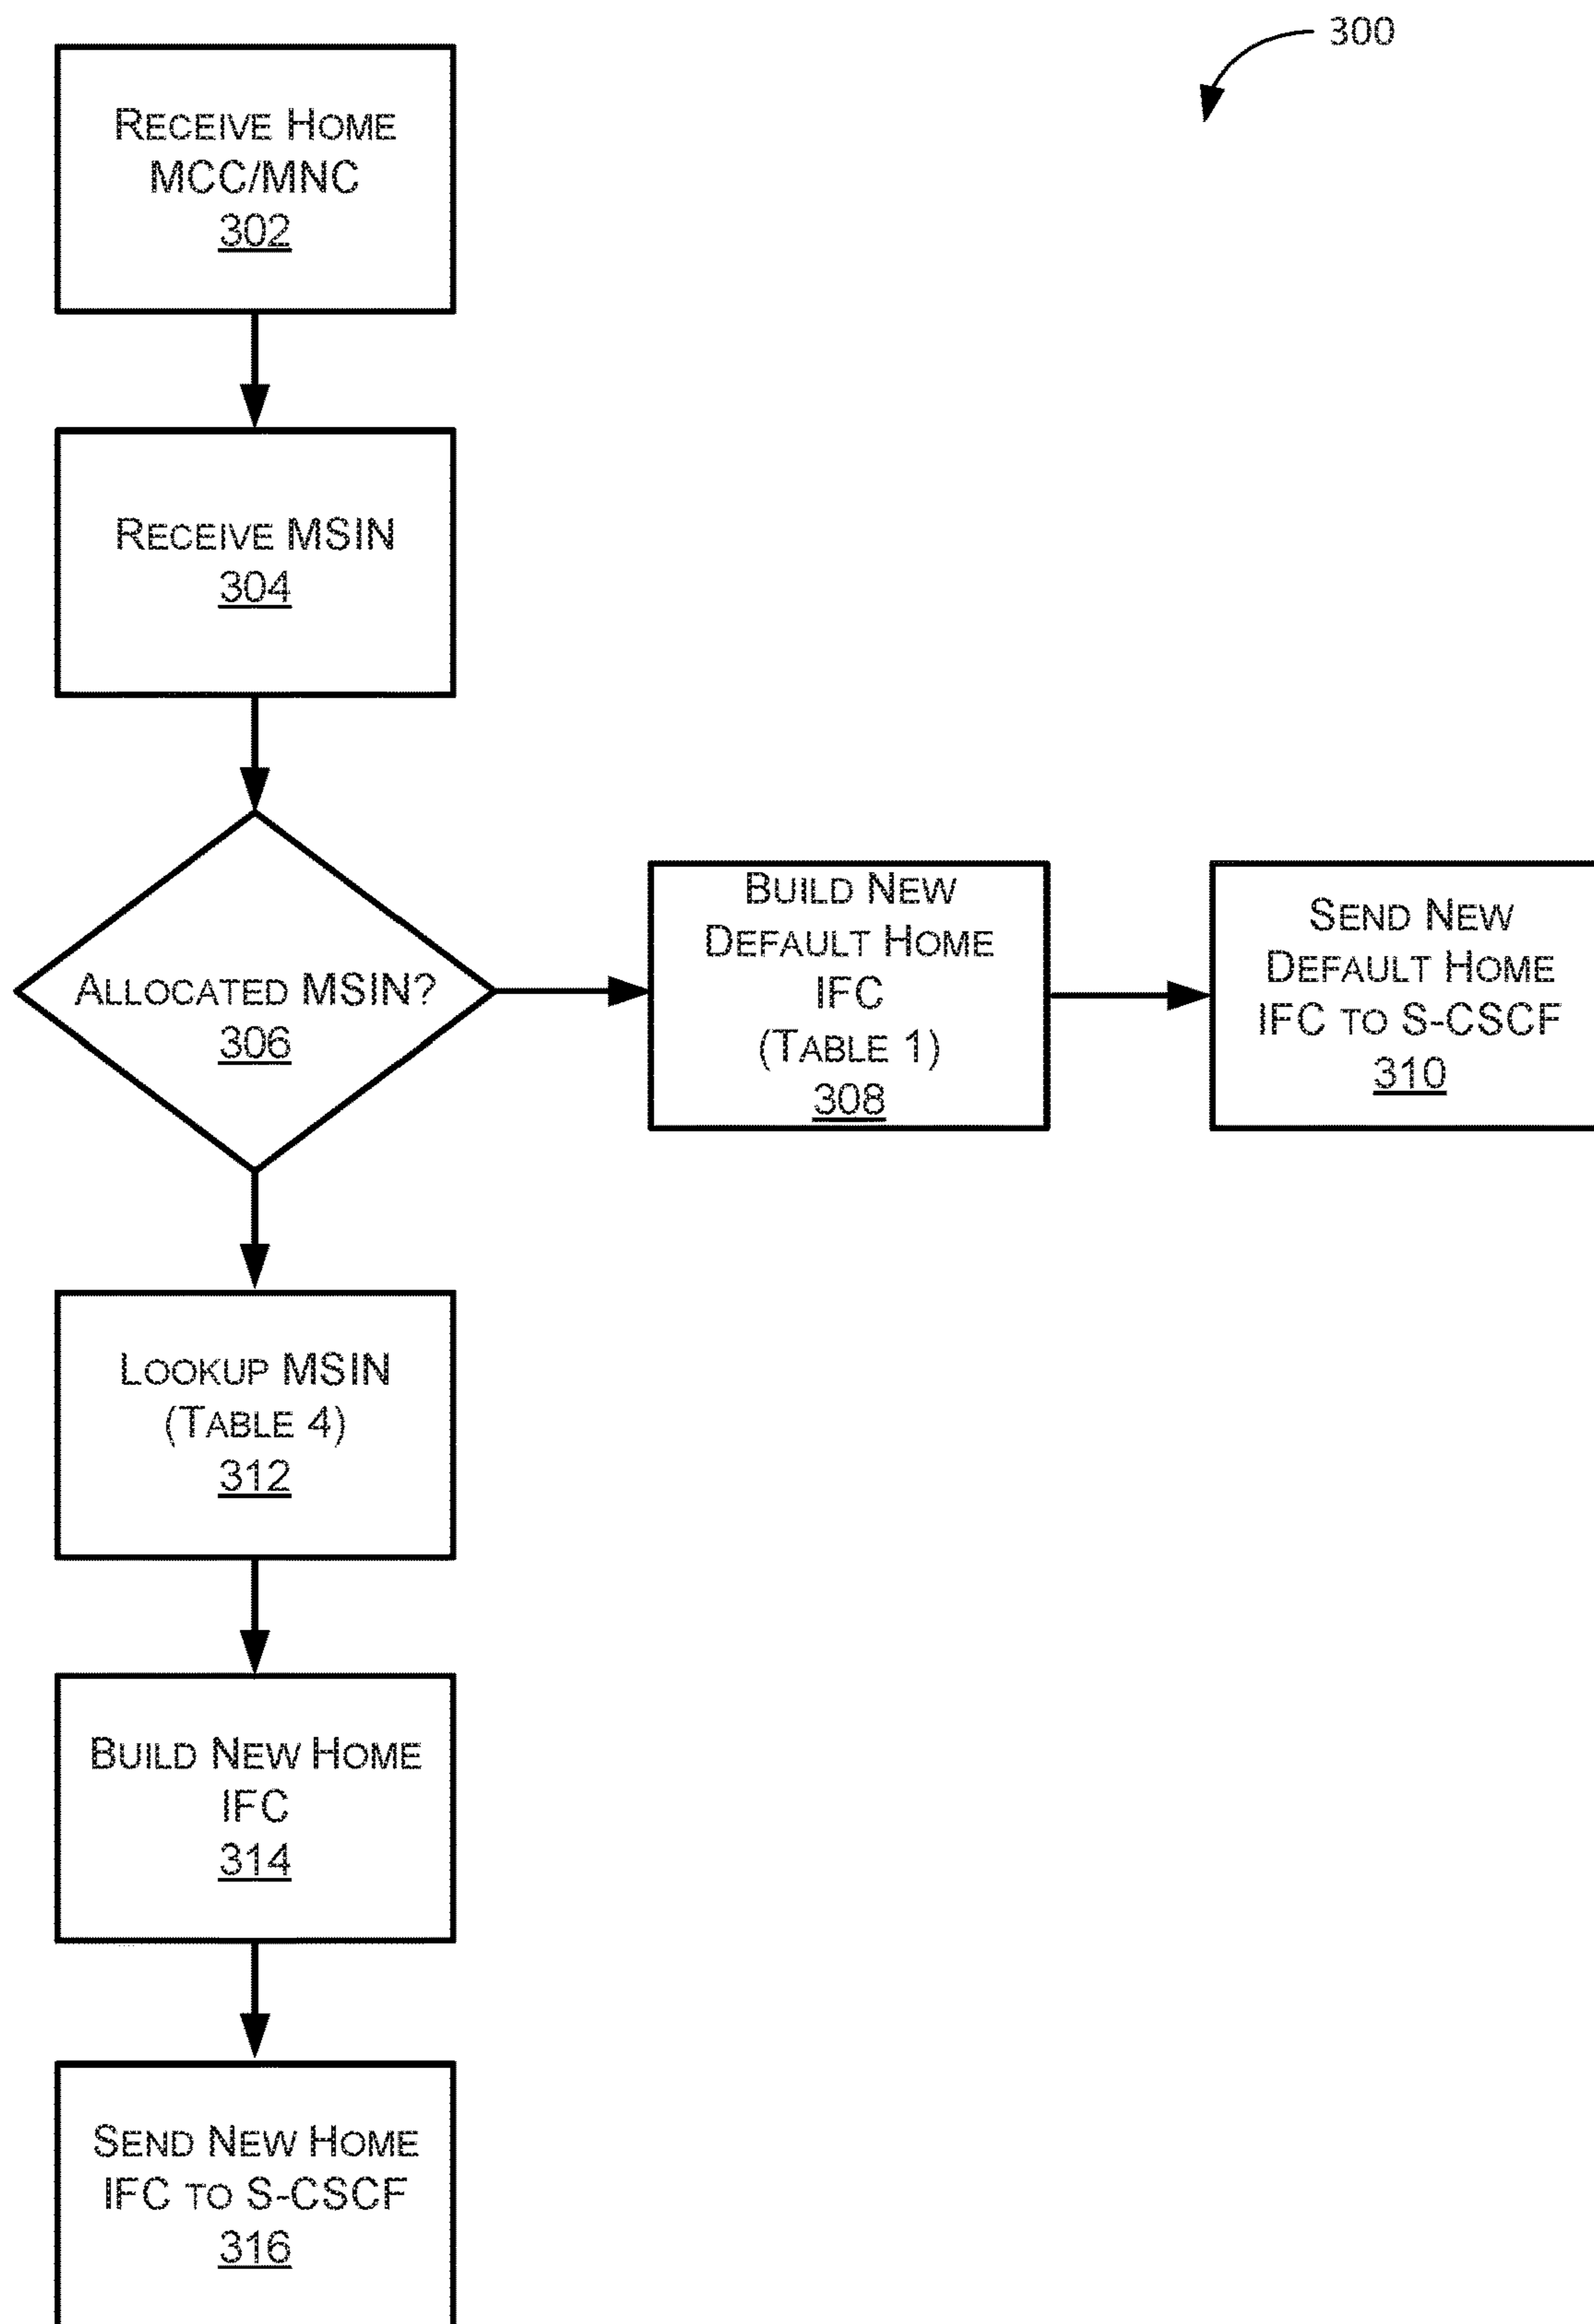 300
RECEIVE HOME
MCC/MNC
302
RECEIVE MSIN
304
ALLOCATED MSIN?
306
BUILD NEW
DEFAULT HOME
IFC
(TABLE 1)
308
SEND NEW
DEFAULT HOME
IFC TO S-CSCF
310
LOOKUP MSIN
(TABLE 4)
312
BUILD NEW HOME
IFC
314
SEND NEW HOME
IFC TO S-CSCF
316